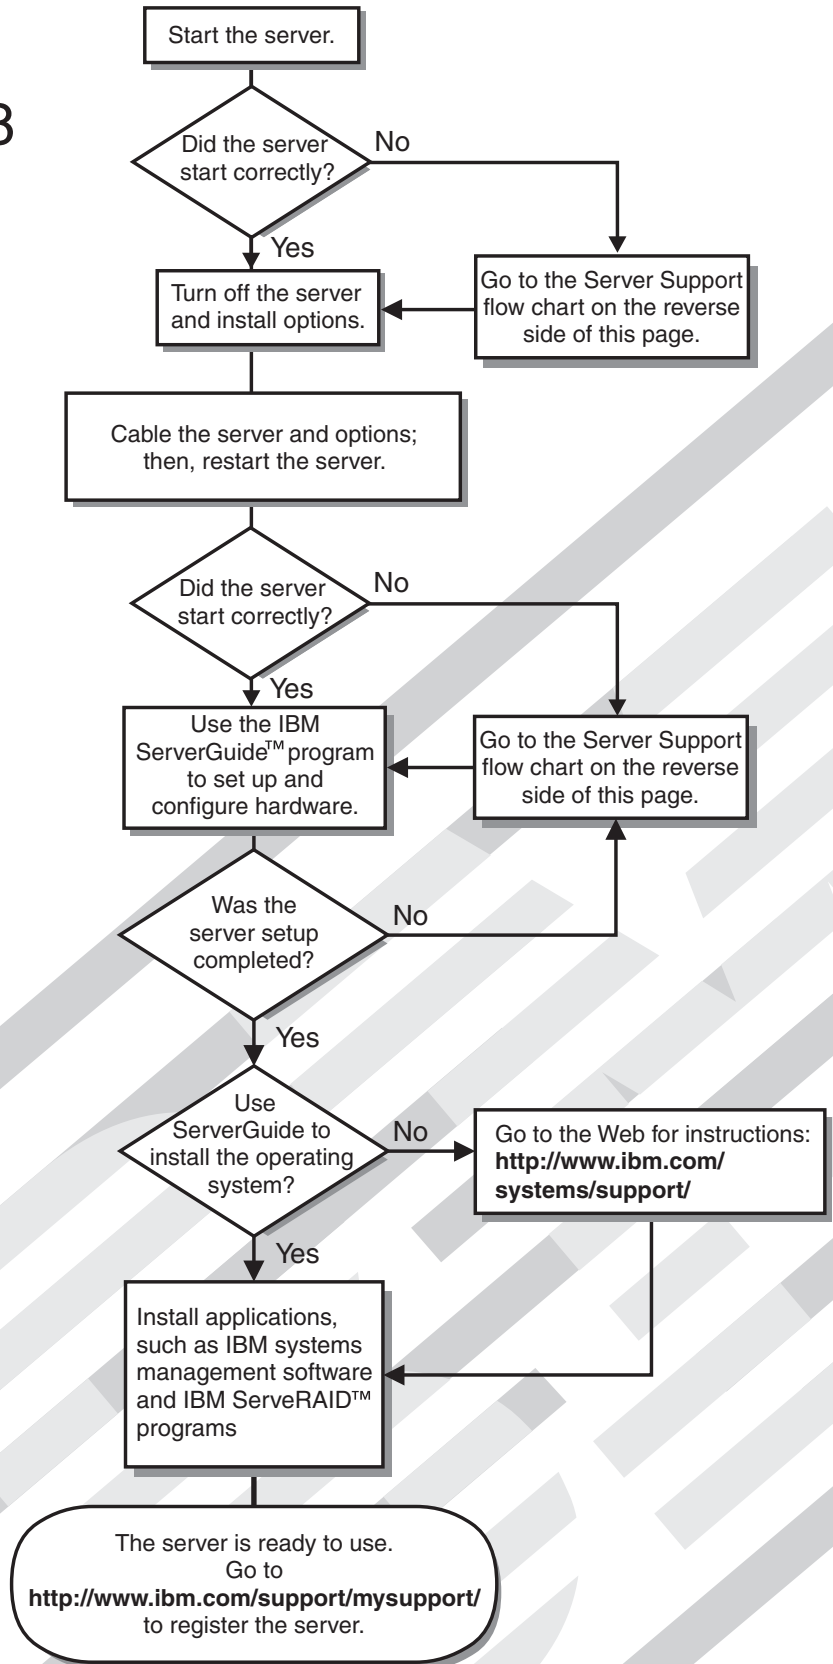 Start the server.
3
Did the server
start correctly?
No
Yes
Turn off the server
and install options.
Go to the Server Support
flow chart on the reverse
side of this page.
Cable the server and options;
then, restart the server.
Did the server
start correctly?
No
Yes
Use the IBM
ServerGuide™ program
to set up and
configure hardware.
Go to the Server Support
flow chart on the reverse
side of this page.
Was the
server setup
completed?
No
Yes
Use
ServerGuide to
install the operating
system?
No
Go to the Web for instructions:
http://www.ibm.com/
systems/support/
Yes
Install applications,
such as IBM systems
management software
and IBM ServeRAID™
programs
The server is ready to use.
Go to
http://www.ibm.com/support/mysupport/
to register the server.